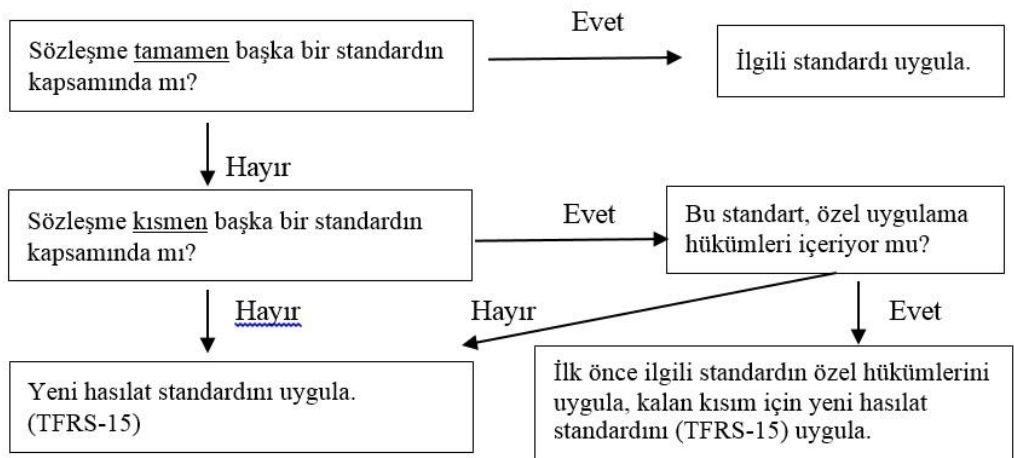 Evet
Sözleşme tamamen başka bir standardın
kapsamında mı?
İlgili standardı uygula.
Hayır
Sözleşme kısmen başka bir standardın
kapsamında mı?
Evet
Bu standart, özel uygulama
hükümleri içeriyor mu?
Hayır
Hayır
Evet
Yeni hasılat standardını uygula.
(TFRS-15)
İlk önce ilgili standardın özel hükümlerini
uygula, kalan kısım için yeni hasılat
standardını (TFRS-15) uygula.